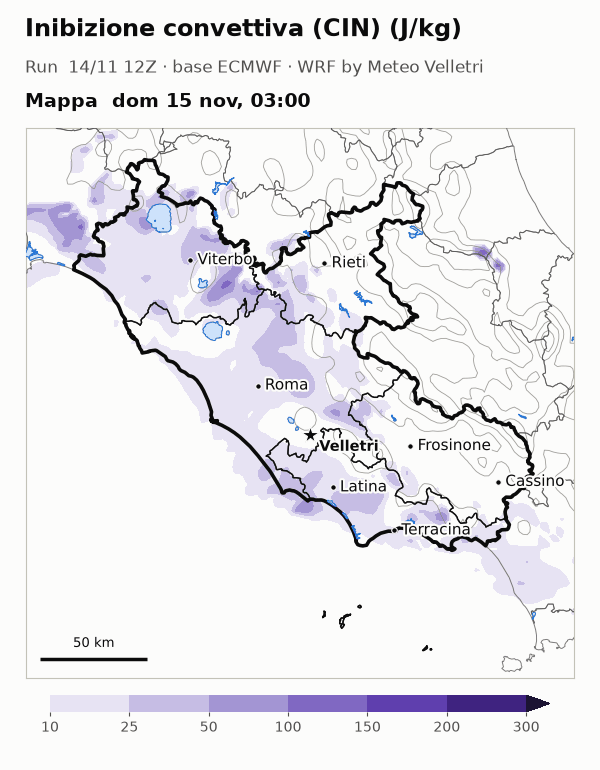 Inibizione convettiva (CIN) (J/kg)
Run 14/11 12Z · base ECMWF · WRF by Meteo Velletri
Mappa dom 15 nov, 03:00
Viterbo
Rieti
Roma
Velletri
Frosinone
Latina
Cassino
Terracina
50 km
10 25 50 100 150 200 300